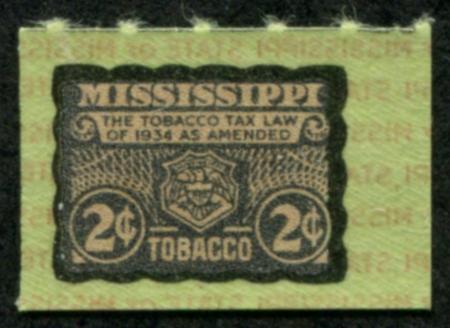 MISSISSIPPI
THE TOBACCO TAX LAW
OF 1934 AS AMENDED
2¢ 2¢
TOBACCO